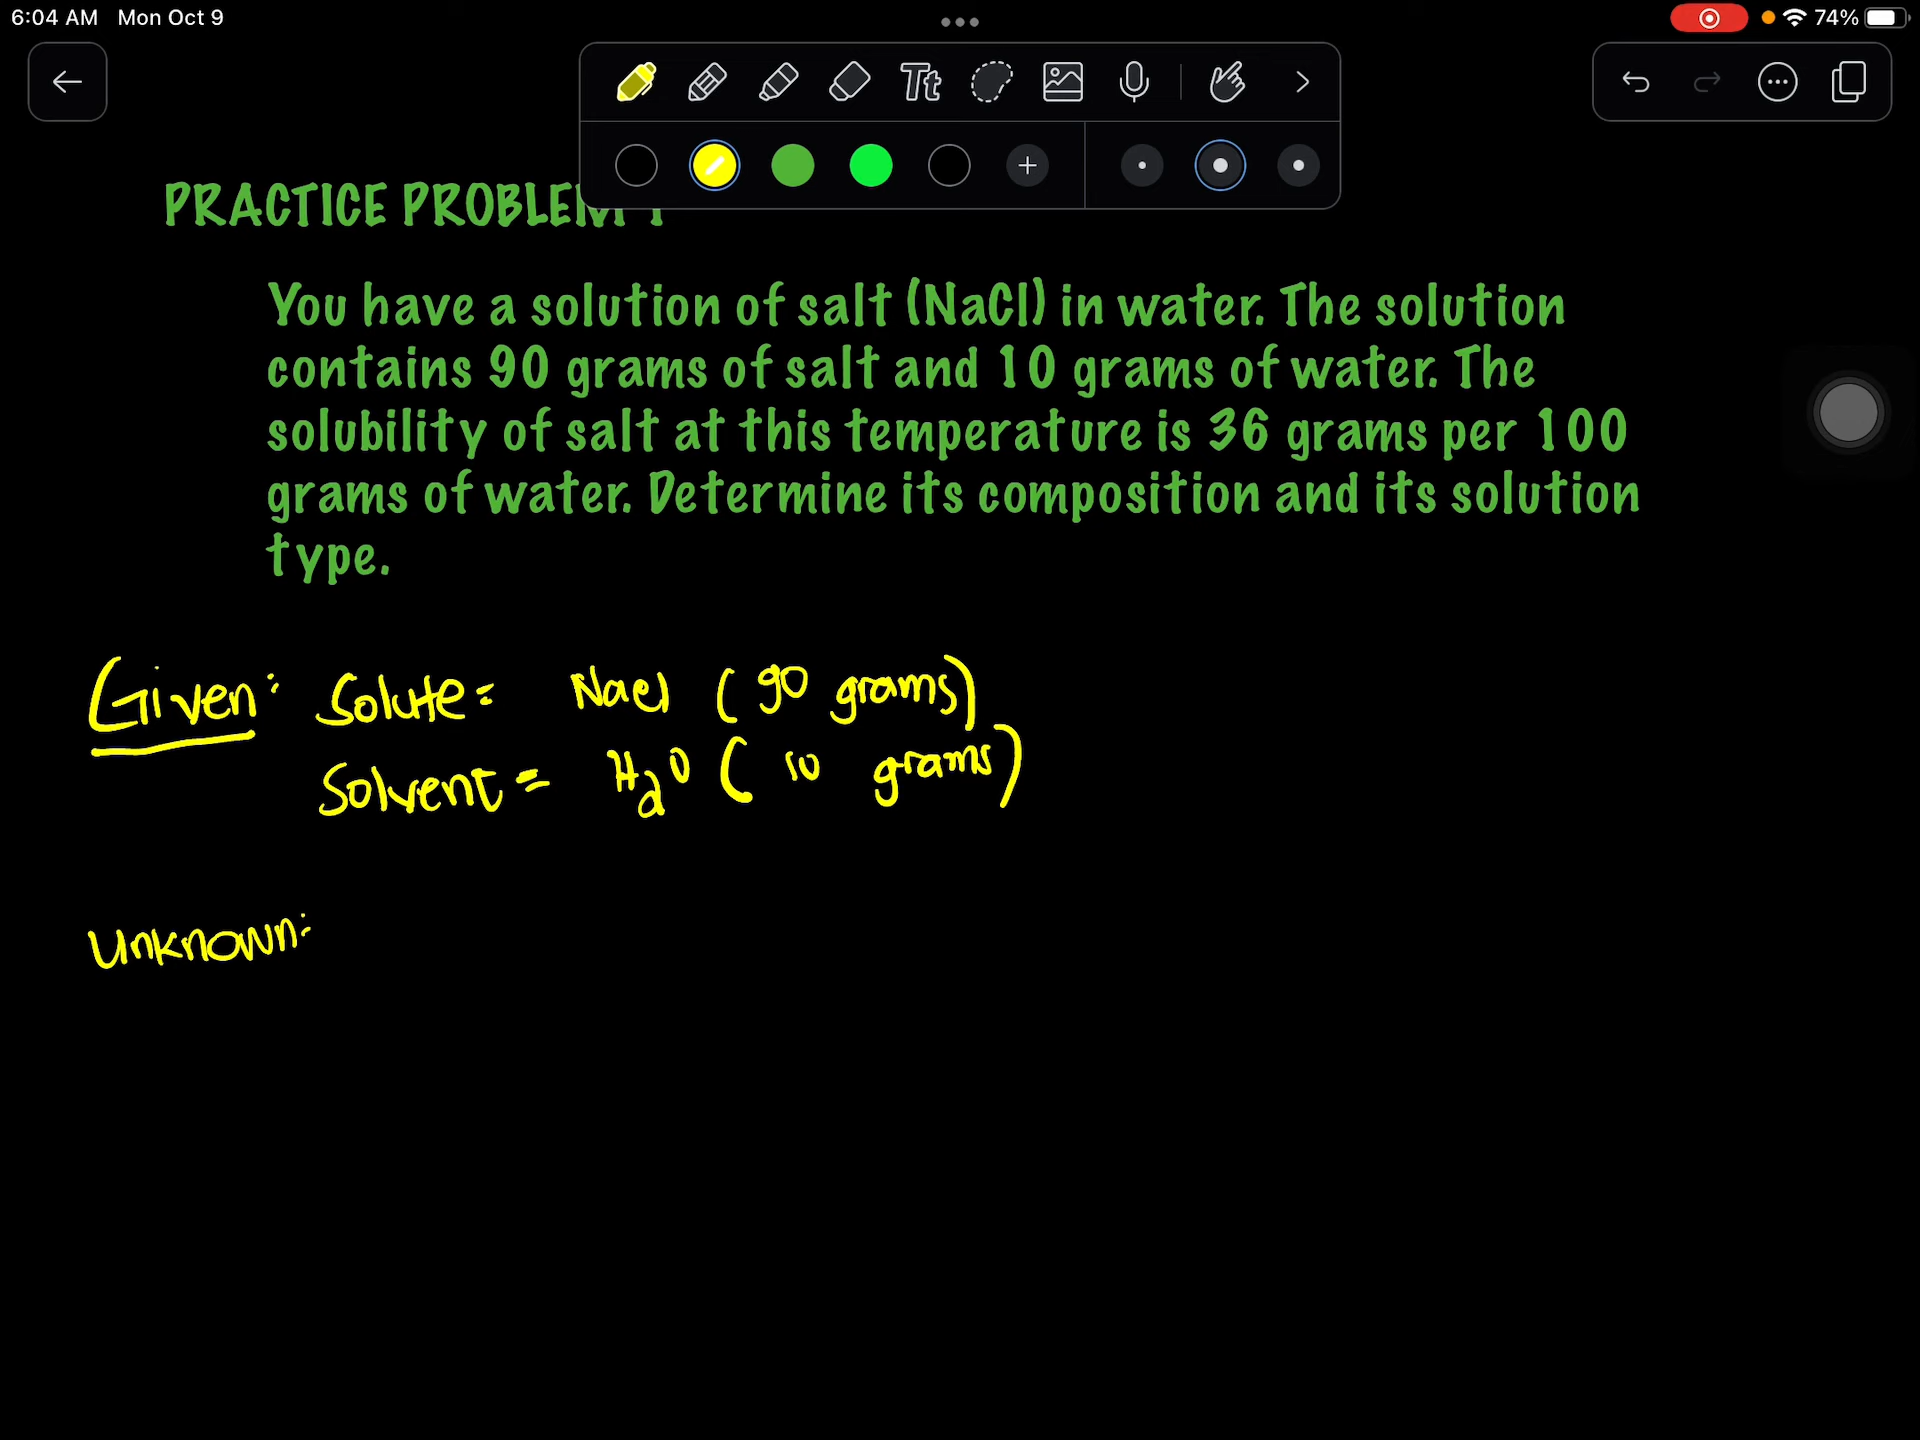 6:04 AM Mon Oct 9
74%
Tt
PRACTICE PROBLEM 1
You have a solution of salt (NaCl) in water. The solution
contains 90 grams of salt and 10 grams of water. The
solubility of salt at this temperature is 36 grams per 100
grams of water. Determine its composition and its solution
type.
Given: Solute = NaCl (90 grams)
Solvent = H2O (10 grams)
Unknown: